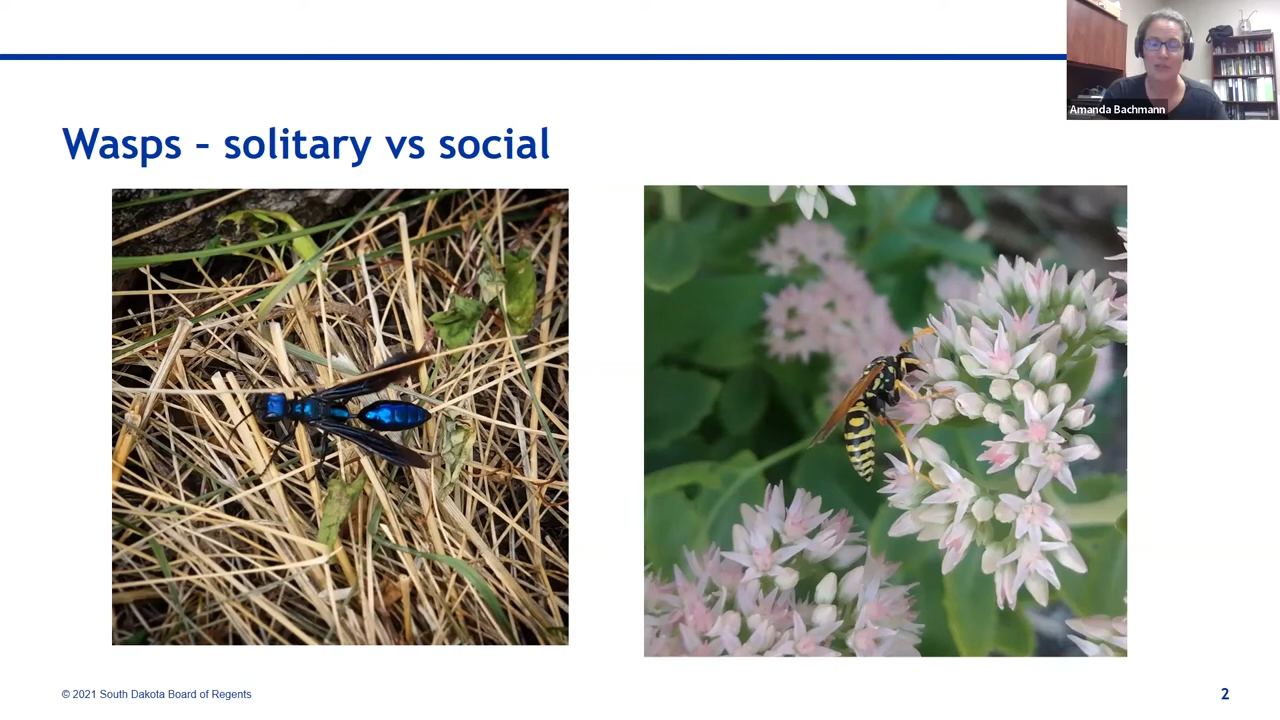 Amanda Bachmann
Wasps – solitary vs social
© 2021 South Dakota Board of Regents
2